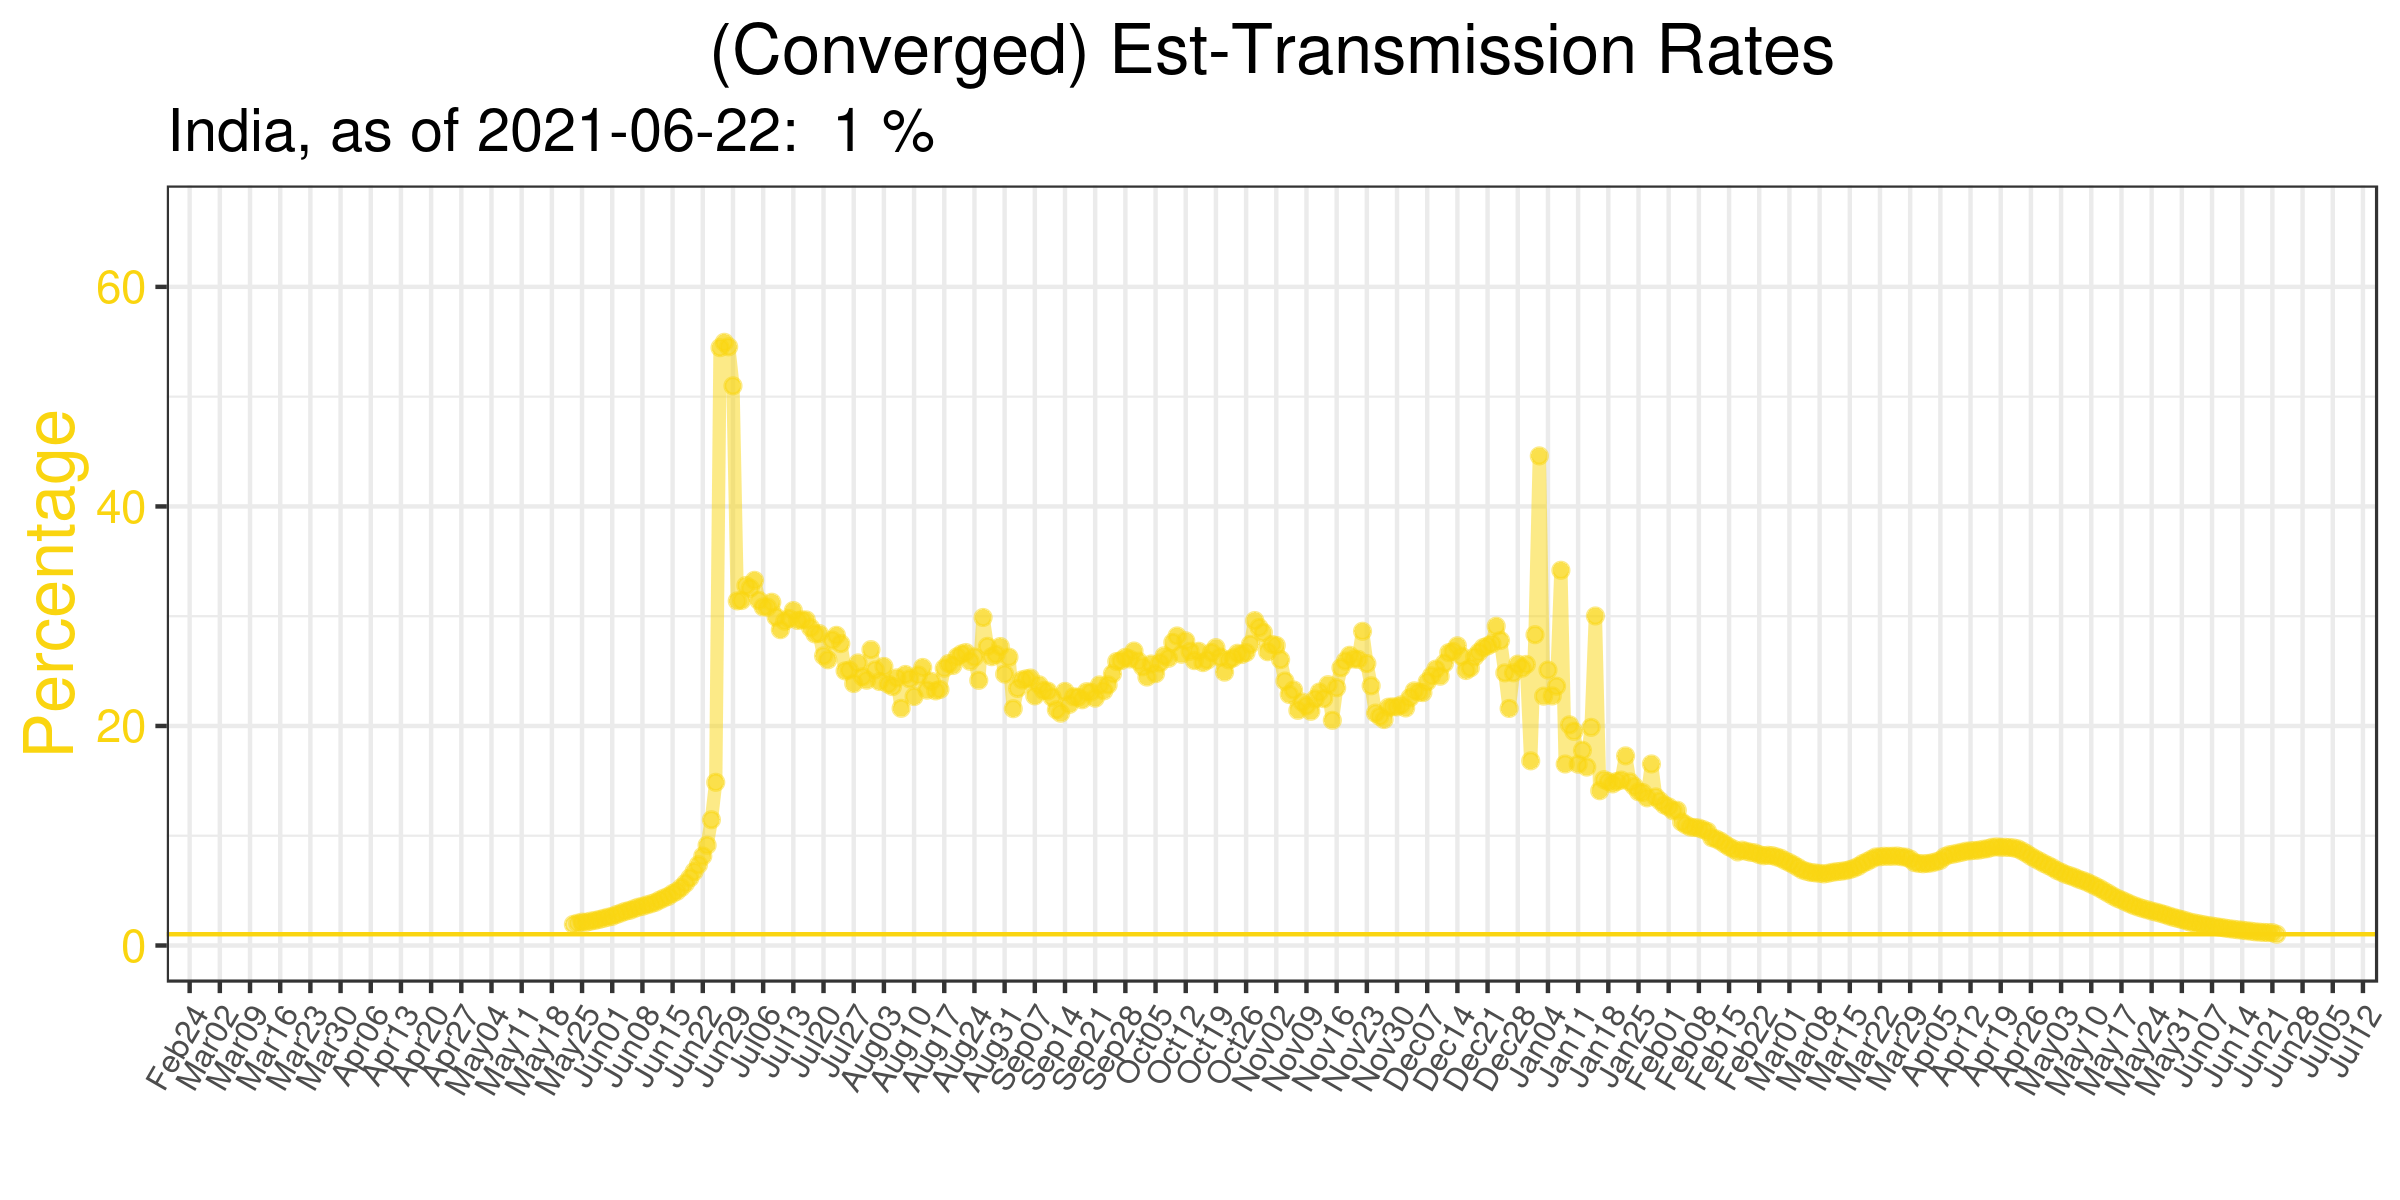 (Converged) Est-Transmission Rates
India, as of 2021-06-22: 1 %
Percentage
60
40
20
0
Feb24
Mar02
Mar09
Mar16
Mar23
Mar30
Apr06
Apr13
Apr20
Apr27
May04
May11
May18
May25
Jun01
Jun08
Jun15
Jun22
Jun29
Jul06
Jul13
Jul20
Jul27
Aug03
Aug10
Aug17
Aug24
Aug31
Sep07
Sep14
Sep21
Sep28
Oct05
Oct12
Oct19
Oct26
Nov02
Nov09
Nov16
Nov23
Nov30
Dec07
Dec14
Dec21
Dec28
Jan04
Jan11
Jan18
Jan25
Feb01
Feb08
Feb15
Feb22
Mar01
Mar08
Mar15
Mar22
Mar29
Apr05
Apr12
Apr19
Apr26
May03
May10
May17
May24
May31
Jun07
Jun14
Jun21
Jun28
Jul05
Jul12